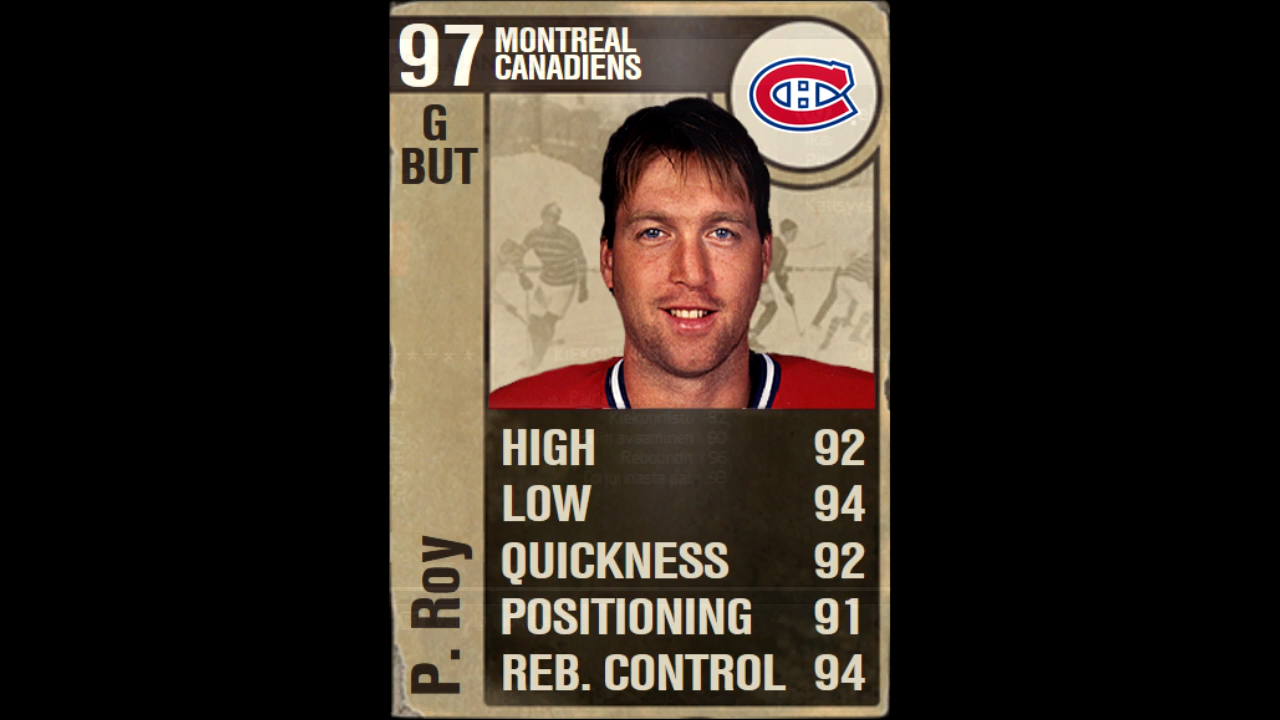 97
MONTREAL
CANADIENS
G
BUT
P. Roy
HIGH 92
LOW 94
QUICKNESS 92
POSITIONING 91
REB. CONTROL 94